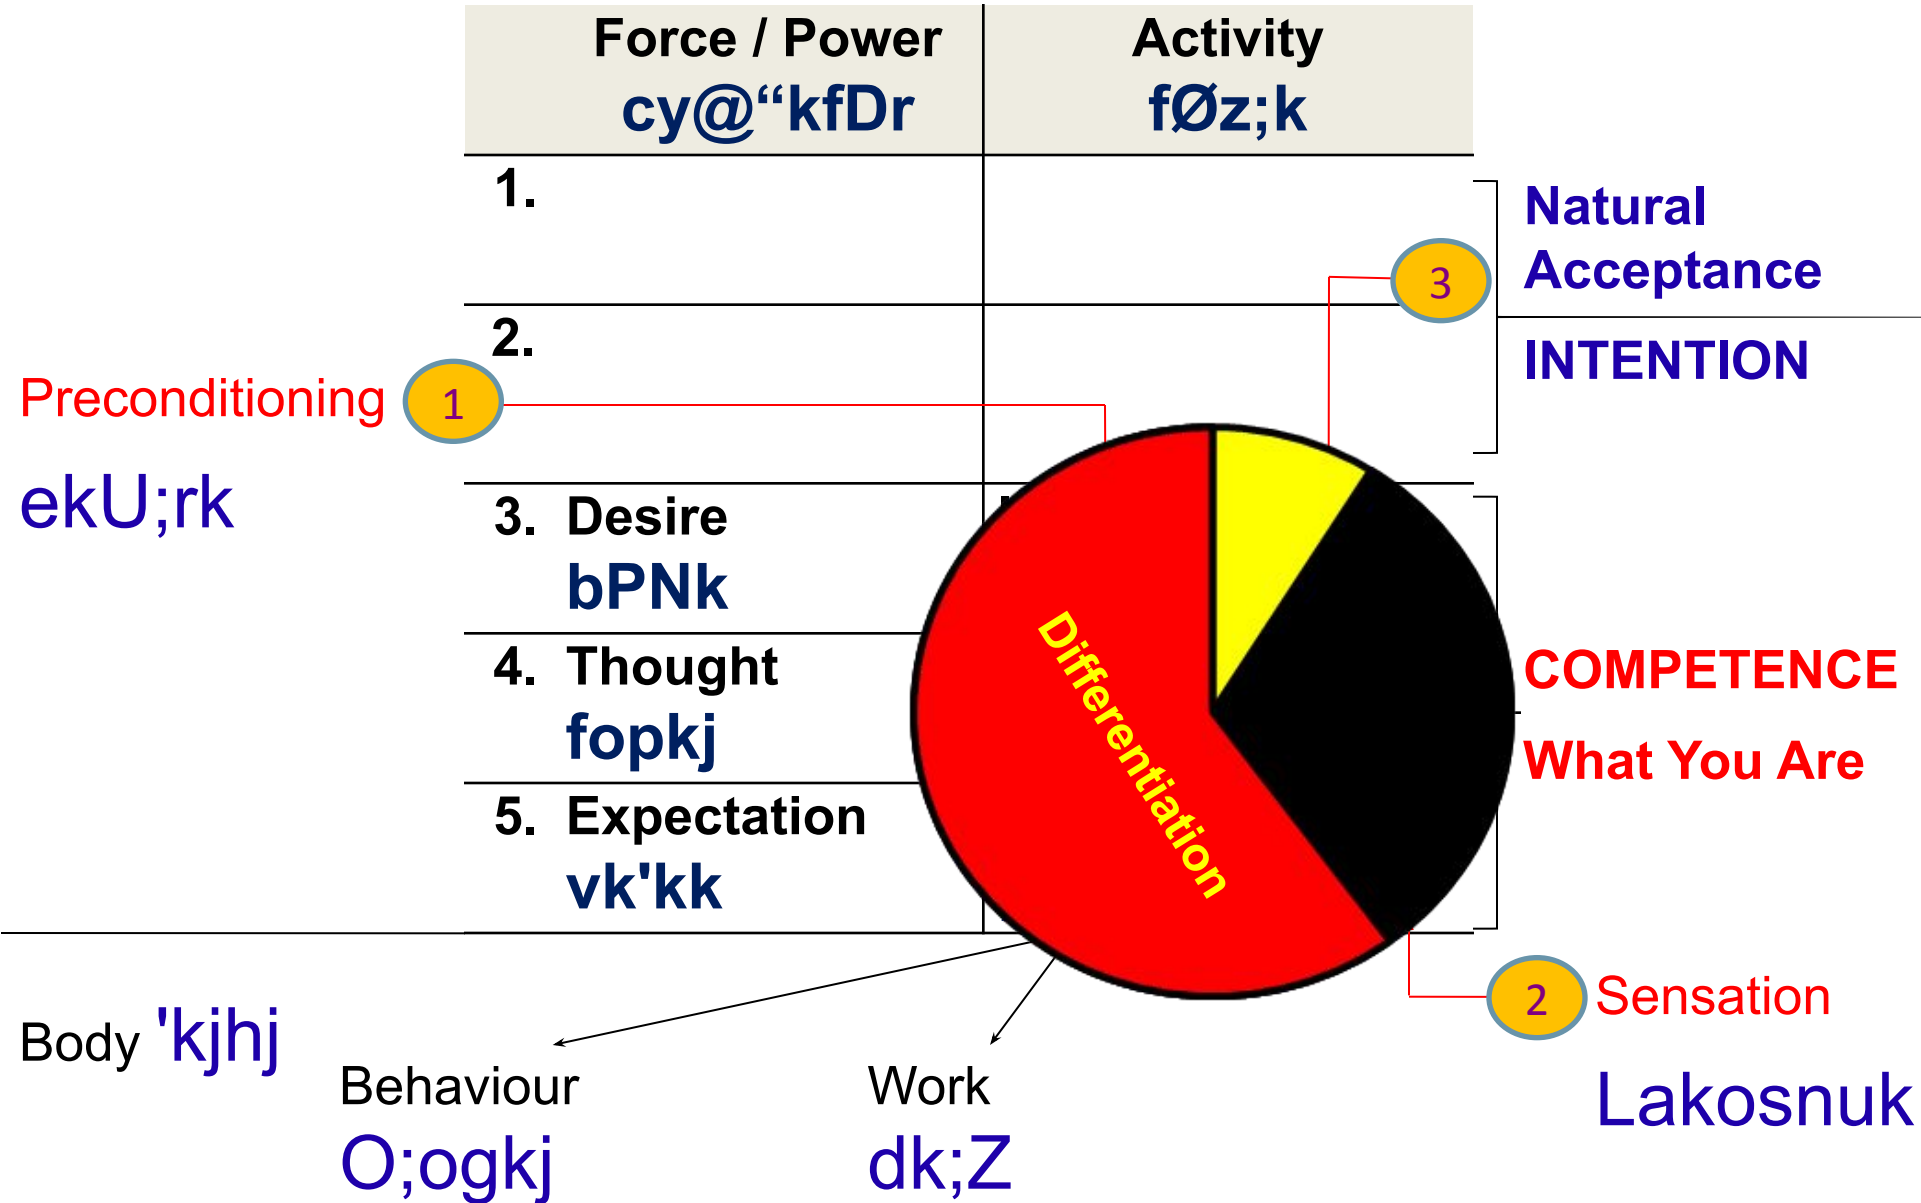 Force / Power
cy@“kfDr
Activity
fØz;k
1.
2.
3. Desire
bPNk
4. Thought
fopkj
5. Expectation
vk'kk
Natural
Acceptance
INTENTION
3
Preconditioning
1
ekU;rk
Differentiation
COMPETENCE
What You Are
2
Sensation
Lakosnuk
Body 'kjhj
Behaviour
O;ogkj
Work
dk;Z